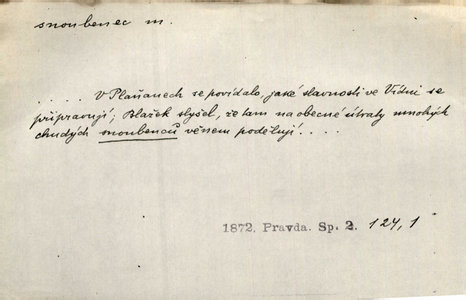 snoubenec m.
..... V Plaňanech se povídalo, jaké slavnosti ve Vídni se
připravují; Blažek slyšel, že tam na obecné útraty mnohých
chudých snoubenců věnem podělují ....
1872, Pravda. Sp. 2. 124,1